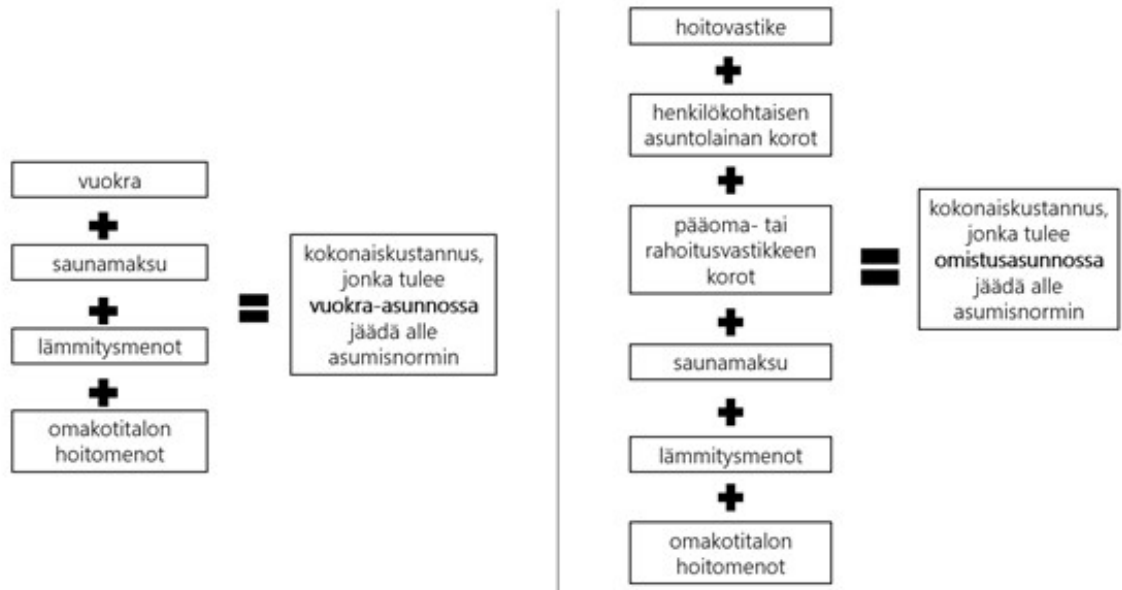 vuokra
+
saunamaksu
+
lämmitysmenot
+
omakotitalon
hoitomenot
=
kokonaiskustannus,
jonka tulee
vuokra-asunnossa
jäädä alle
asumisnormin
hoitovastike
+
henkilökohtaisen
asuntolainan korot
+
pääoma- tai
rahoitusvastikkeen
korot
+
saunamaksu
+
lämmitysmenot
+
omakotitalon
hoitomenot
=
kokonaiskustannus,
jonka tulee
omistusasunnossa
jäädä alle
asumisnormin